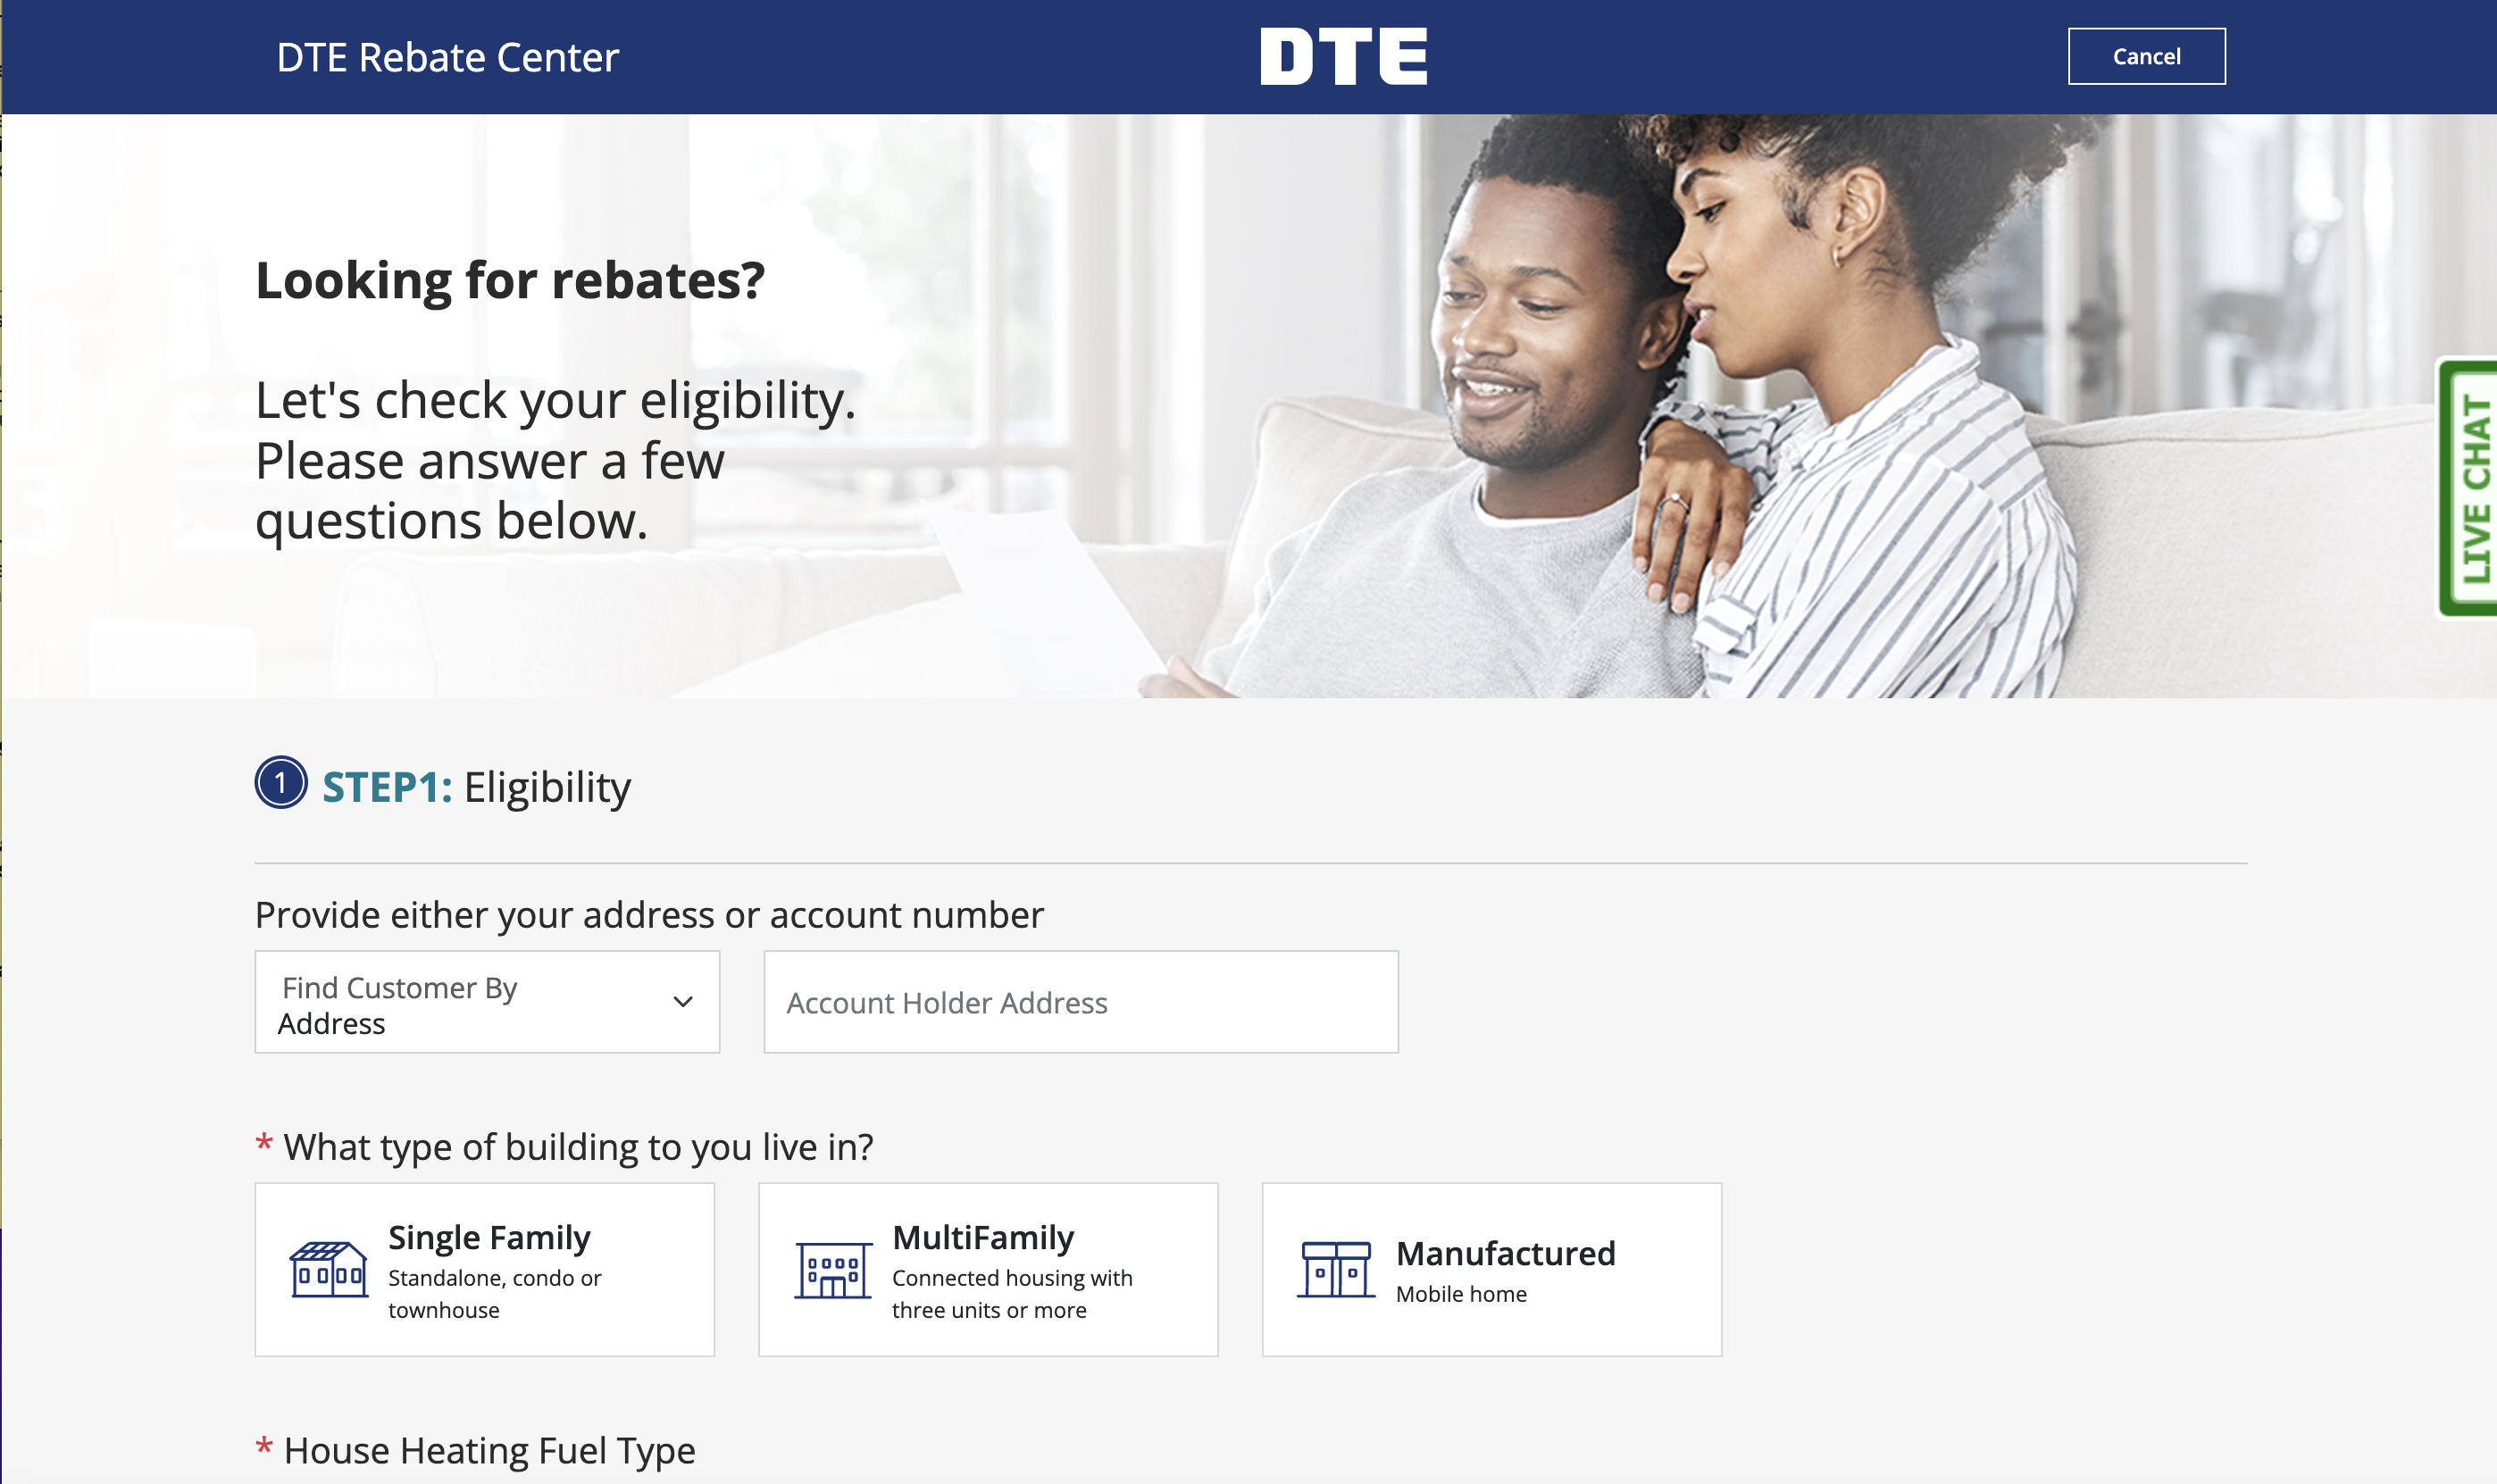 DTE Rebate Center
DTE
Cancel
Looking for rebates?
Let's check your eligibility.
Please answer a few
questions below.
LIVE CHAT
1 STEP1: Eligibility
Provide either your address or account number
Find Customer By
Address
Account Holder Address
* What type of building to you live in?
Single Family
Standalone, condo or
townhouse
MultiFamily
Connected housing with
three units or more
Manufactured
Mobile home
* House Heating Fuel Type